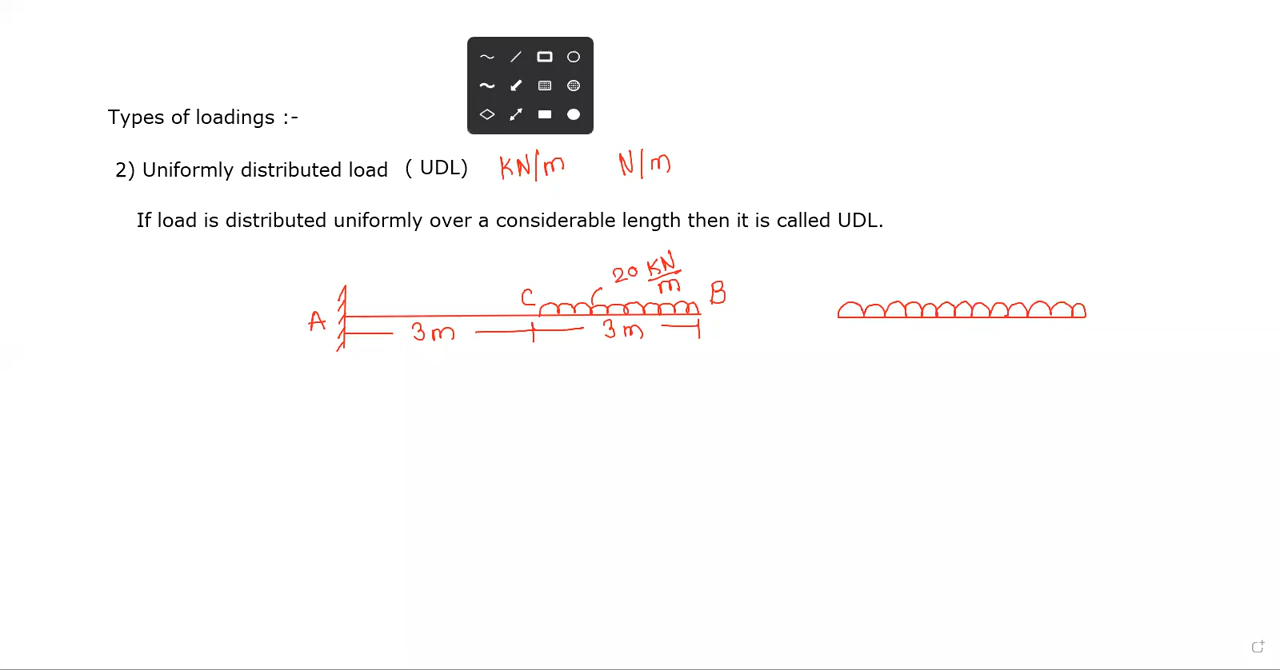 Types of loadings :-
2) Uniformly distributed load ( UDL) KN/m N/m
If load is distributed uniformly over a considerable length then it is called UDL.
20 KN/m
A C B
3m 3m